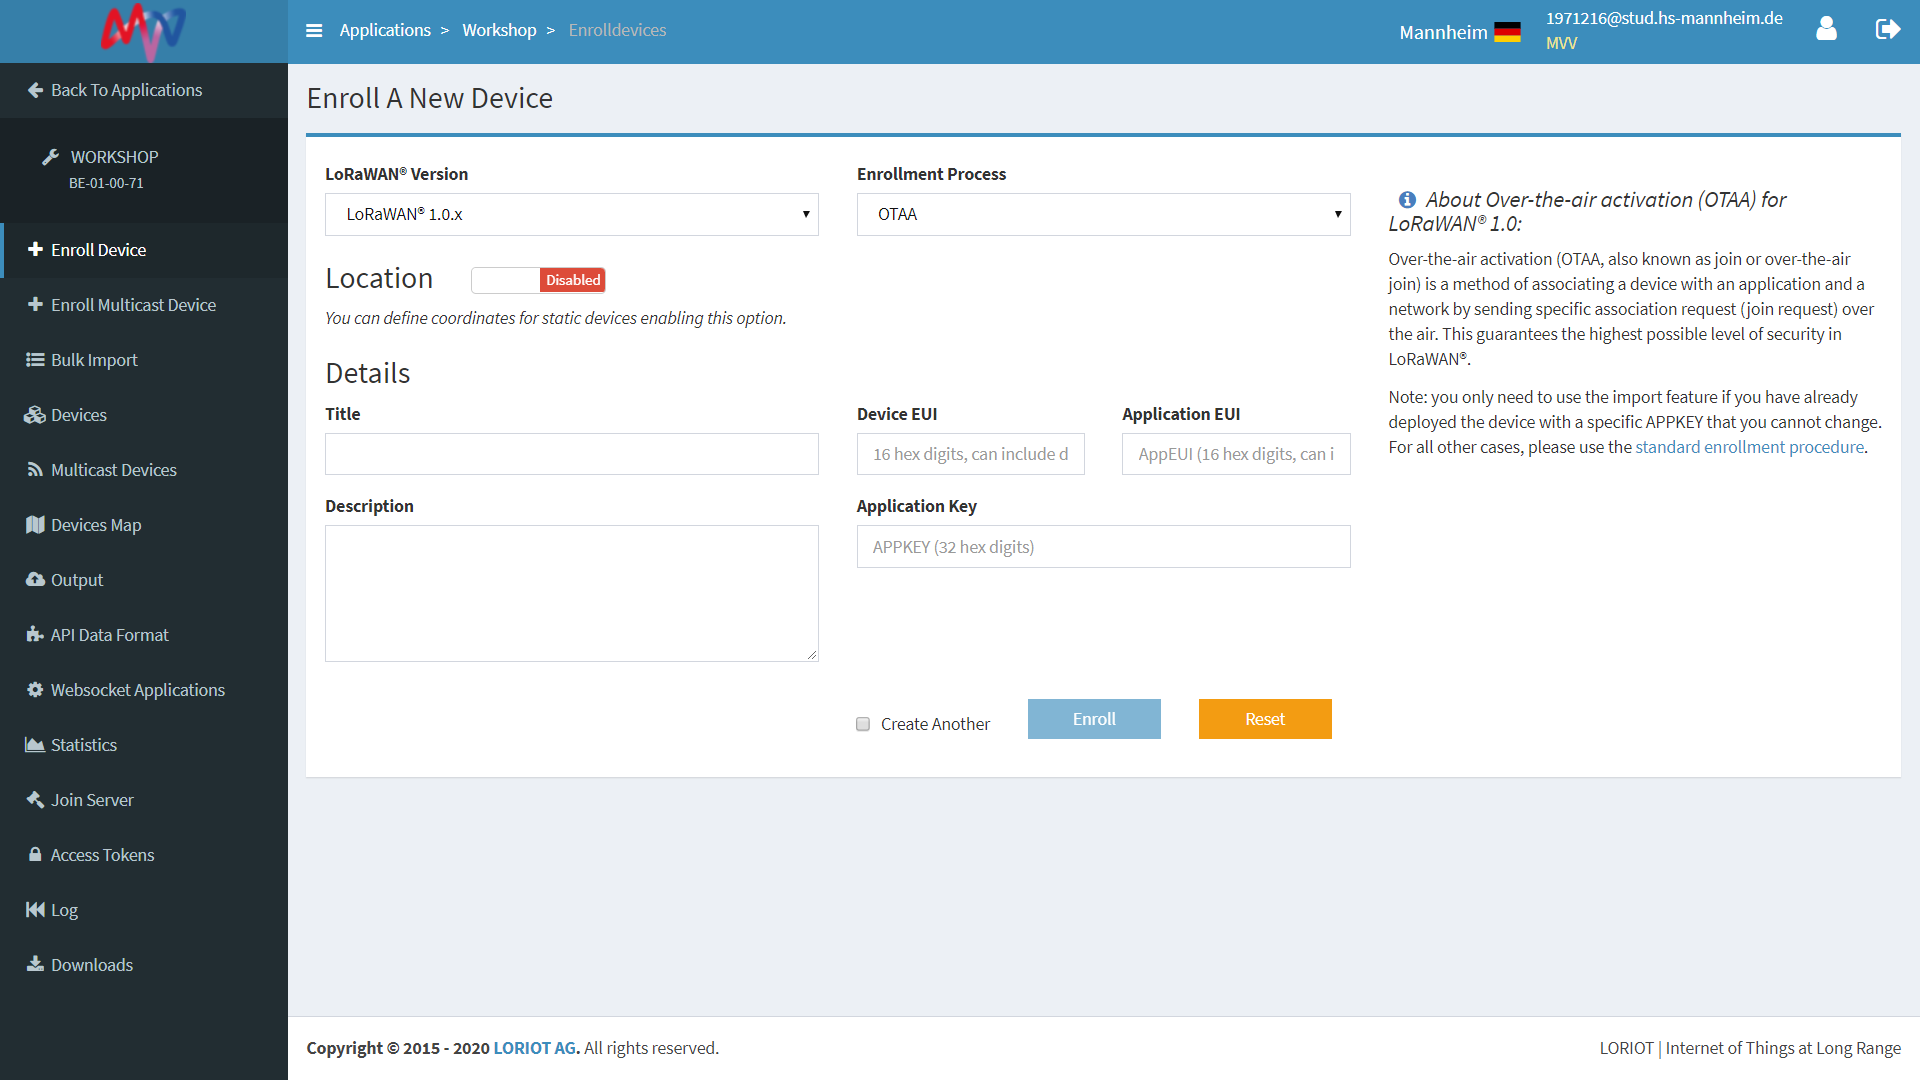 MVV
Applications > Workshop > Enrolldevices
Mannheim
1971216@stud.hs-mannheim.de
MVV
Back To Applications
WORKSHOP
BE-01-00-71
Enroll Device
Enroll Multicast Device
Bulk Import
Devices
Multicast Devices
Devices Map
Output
API Data Format
Websocket Applications
Statistics
Join Server
Access Tokens
Log
Downloads
Enroll A New Device
LoRaWAN® Version
LoRaWAN® 1.0.x
Enrollment Process
OTAA
Location
Disabled
You can define coordinates for static devices enabling this option.
Details
Title
Device EUI
16 hex digits, can include d
Application EUI
AppEUI (16 hex digits, can i
Description
Application Key
APPKEY (32 hex digits)
Create Another
Enroll
Reset
About Over-the-air activation (OTAA) for
LoRaWAN® 1.0:
Over-the-air activation (OTAA, also known as join or over-the-air
join) is a method of associating a device with an application and a
network by sending specific association request (join request) over
the air. This guarantees the highest possible level of security in
LoRaWAN®.
Note: you only need to use the import feature if you have already
deployed the device with a specific APPKEY that you cannot change.
For all other cases, please use the standard enrollment procedure.
Copyright © 2015 - 2020 LORIOT AG. All rights reserved.
LORIOT | Internet of Things at Long Range